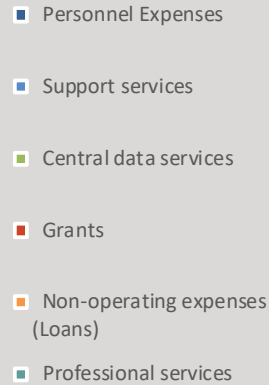 Personnel Expenses
Support services
Central data services
Grants
Non-operating expenses
(Loans)
Professional services